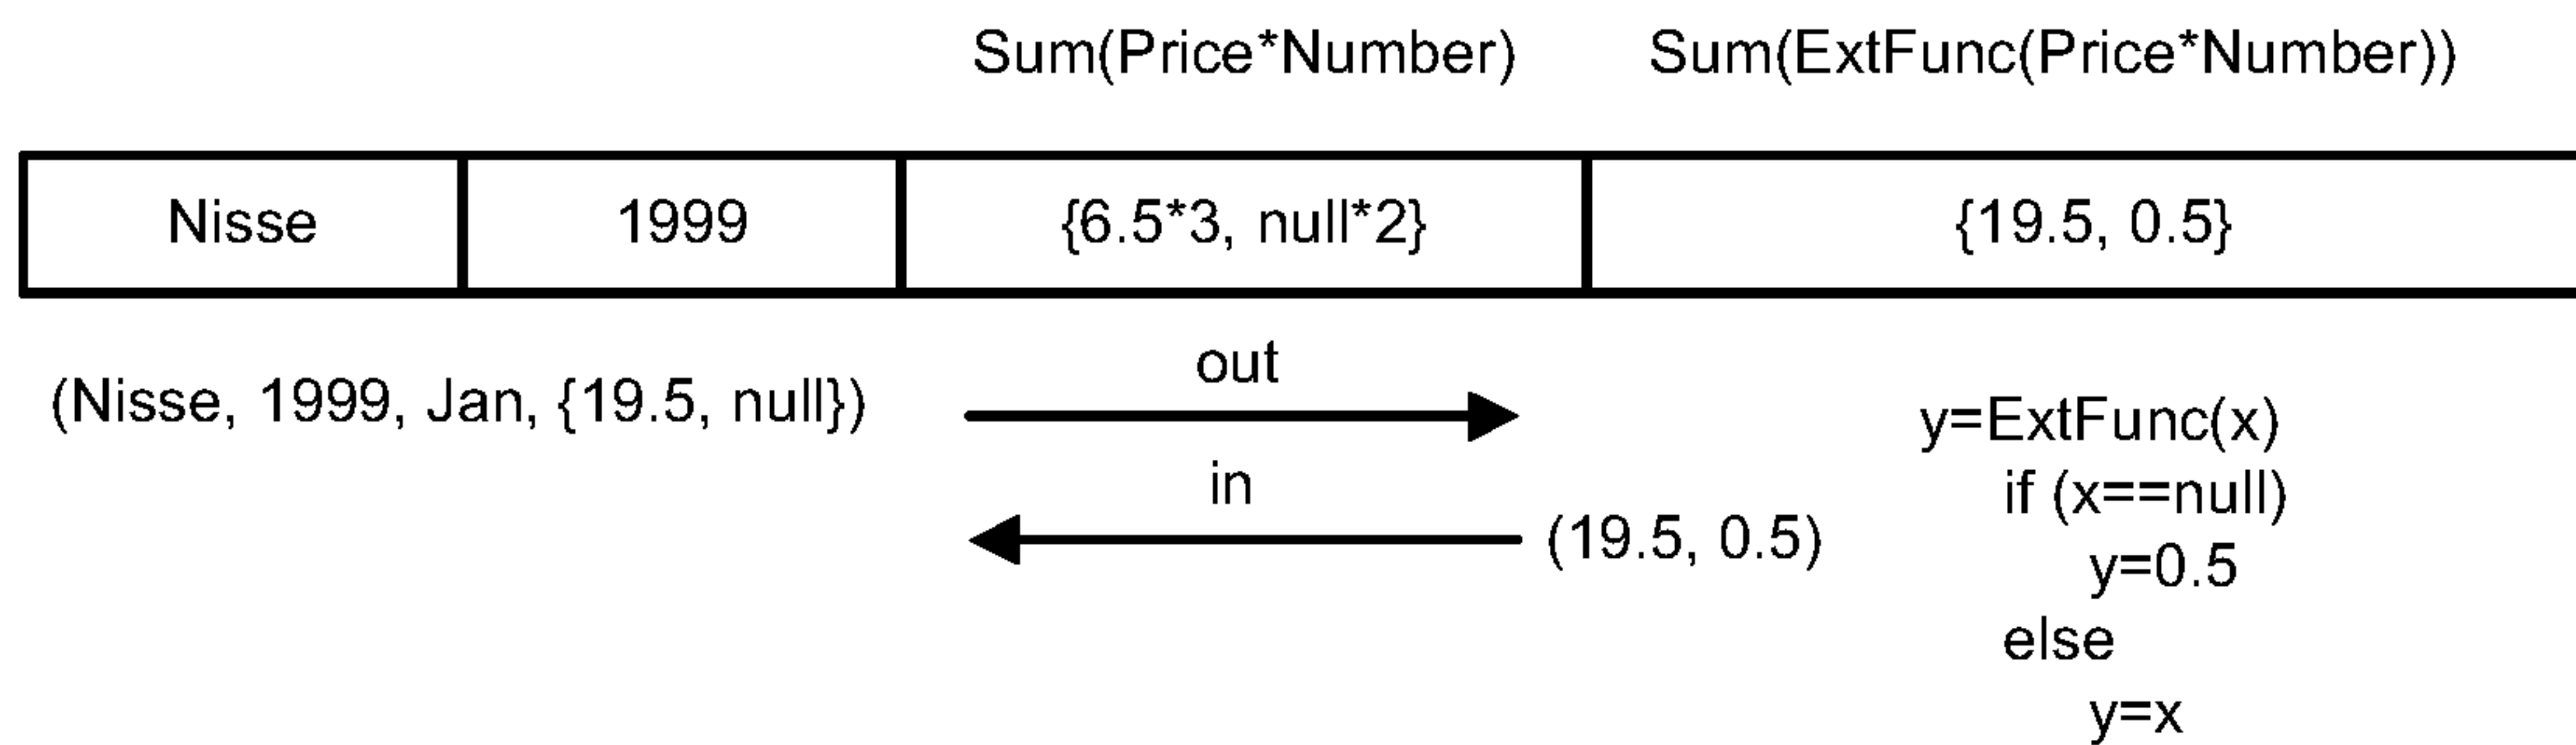 Sum(Price*Number) Sum(ExtFunc(Price*Number))
Nisse 1999 {6.5*3, null*2} {19.5, 0.5}
out
(Nisse, 1999, Jan, {19.5, null})
in
(19.5, 0.5)
y=ExtFunc(x)
if (x==null)
y=0.5
else
y=x